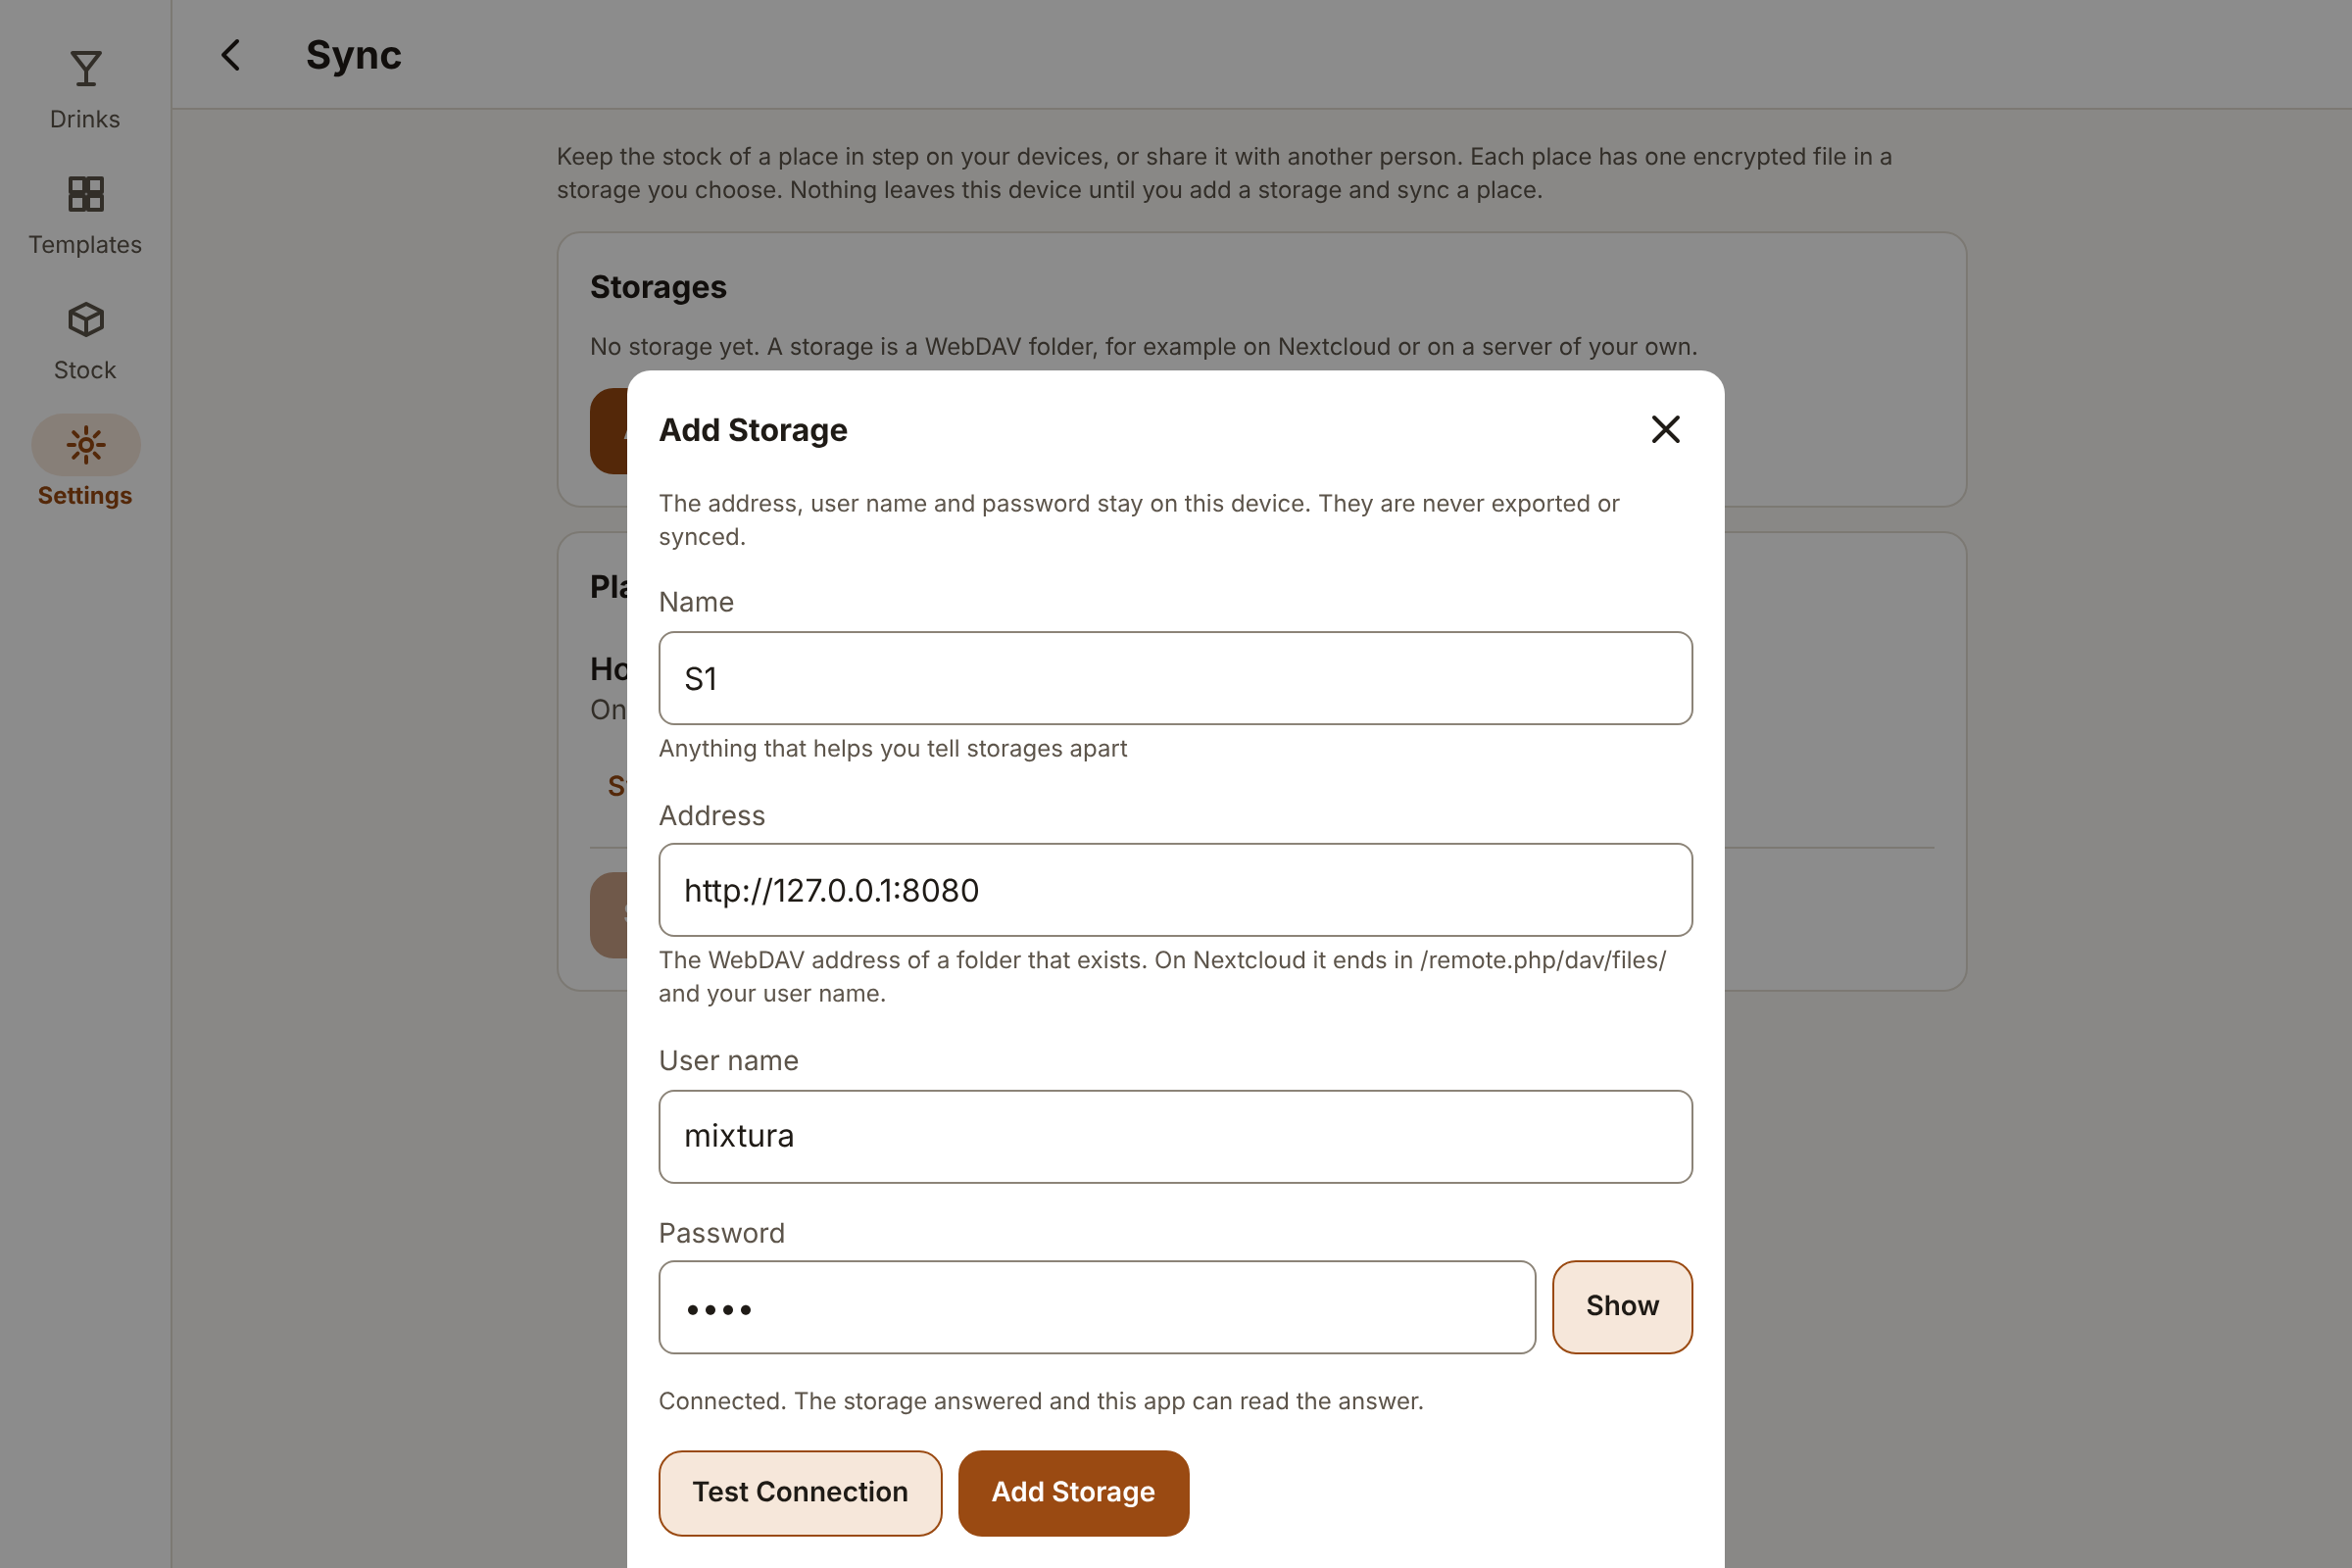 Sync
Drinks
Templates
Stock
Settings
Keep the stock of a place in step on your devices, or share it with another person. Each place has one encrypted file in a
storage you choose. Nothing leaves this device until you add a storage and sync a place.
Storages
No storage yet. A storage is a WebDAV folder, for example on Nextcloud or on a server of your own.
Add Storage
The address, user name and password stay on this device. They are never exported or
synced.
Name
S1
Anything that helps you tell storages apart
Address
http://127.0.0.1:8080
The WebDAV address of a folder that exists. On Nextcloud it ends in /remote.php/dav/files/
and your user name.
User name
mixtura
Password
••••
Show
Connected. The storage answered and this app can read the answer.
Test Connection
Add Storage